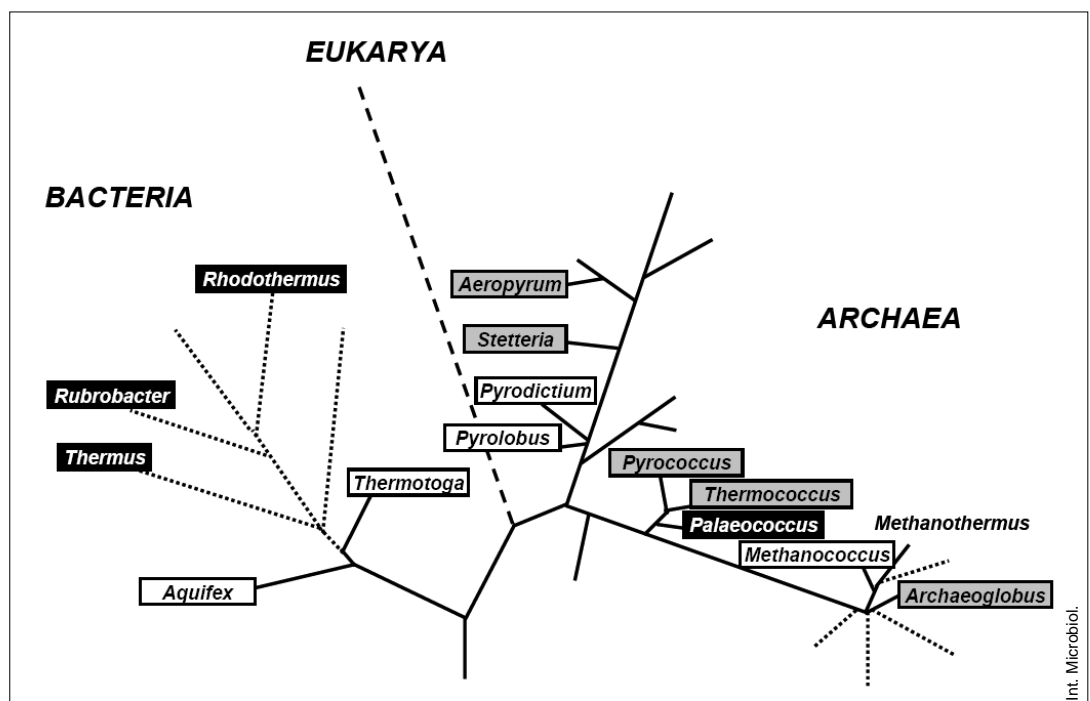 EUKARYA
BACTERIA
Rhodothermus
Aeropyrum
ARCHAEA
Stetteria
Rubrobacter
Pyrodictium
Pyrolobus
Thermus
Pyrococcus
Thermotoga
Thermococcus
Palaeococcus
Methanothermus
Methanococcus
Aquifex
Archaeoglobus
Int. Microbiol.